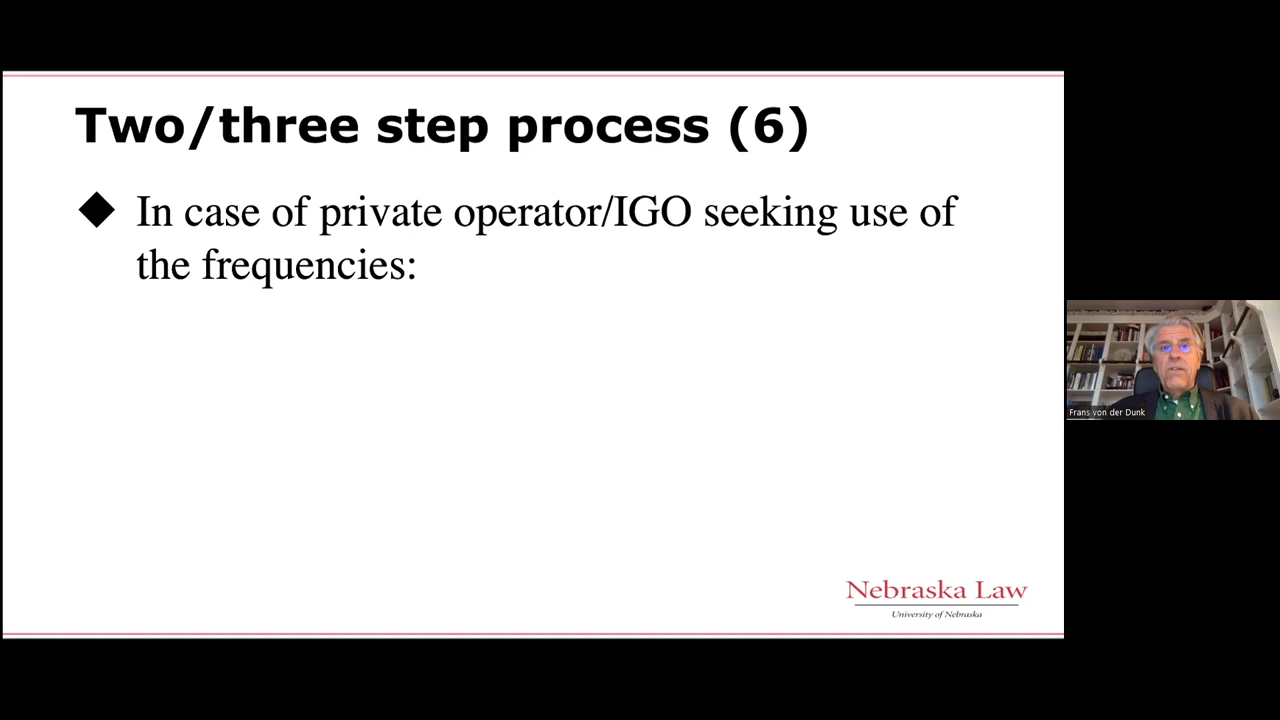 Two/three step process (6)
◆ In case of private operator/IGO seeking use of
the frequencies:
Nebraska Law
University of Nebraska
Frans von der Dunk